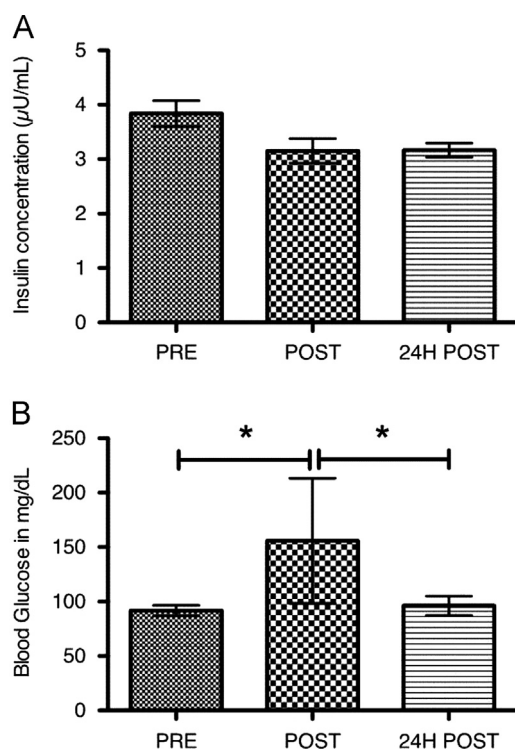 A
Insulin concentration (µU/mL)
5
4
3
2
1
0
PRE POST 24H POST
B
Blood Glucose in mg/dL
250
200
150
100
50
0
* *
PRE POST 24H POST